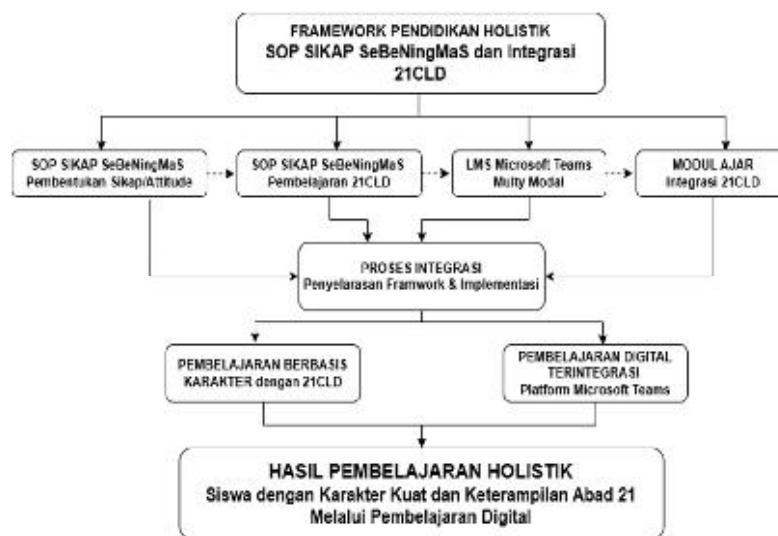 FRAMEWORK PENDIDIKAN HOLISTIK
SOP SIKAP SeBeNingMaS dan Integrasi
21CLD
SOP SIKAP SeBeNingMaS
Pembentukan Sikap/Attitude
SOP SIKAP SeBeNingMaS
Pembelajaran 21CLD
LMS Microsoft Teams
Multy Modal
MODUL AJAR
Integrasi 21CLD
PROSES INTEGRASI
Penyelarasan Framwork & Implementasi
PEMBELAJARAN BERBASIS
KARAKTER dengan 21CLD
PEMBELAJARAN DIGITAL
TERINTEGRASI
Platform Microsoft Teams
HASIL PEMBELAJARAN HOLISTIK
Siswa dengan Karakter Kuat dan Keterampilan Abad 21
Melalui Pembelajaran Digital